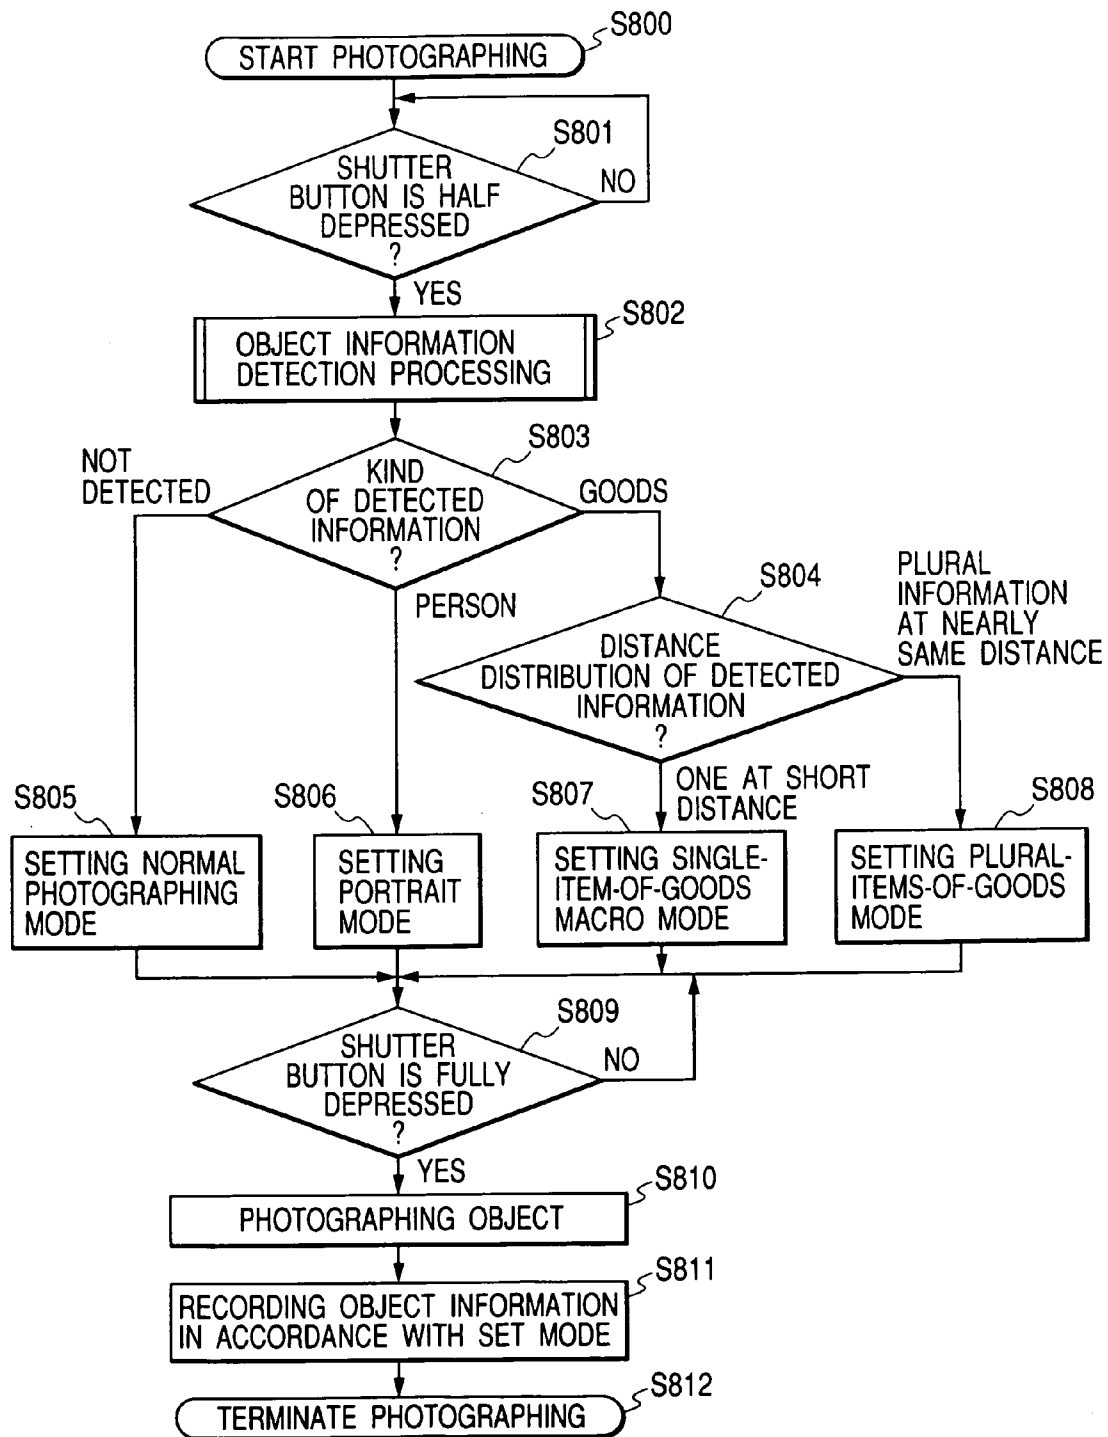 S800
START PHOTOGRAPHING
S801
SHUTTER
BUTTON IS HALF
DEPRESSED
?
NO
YES
S802
OBJECT INFORMATION
DETECTION PROCESSING
S803
NOT
DETECTED
KIND
OF DETECTED
INFORMATION
?
GOODS
PERSON
S804
PLURAL
INFORMATION
AT NEARLY
SAME DISTANCE
DISTANCE
DISTRIBUTION OF DETECTED
INFORMATION
?
ONE AT SHORT
DISTANCE
S805
SETTING NORMAL
PHOTOGRAPHING
MODE
S806
SETTING
PORTRAIT
MODE
S807
SETTING SINGLE-
ITEM-OF-GOODS
MACRO MODE
S808
SETTING PLURAL-
ITEMS-OF-GOODS
MODE
S809
SHUTTER
BUTTON IS FULLY
DEPRESSED
?
NO
YES
S810
PHOTOGRAPHING OBJECT
S811
RECORDING OBJECT INFORMATION
IN ACCORDANCE WITH SET MODE
S812
TERMINATE PHOTOGRAPHING